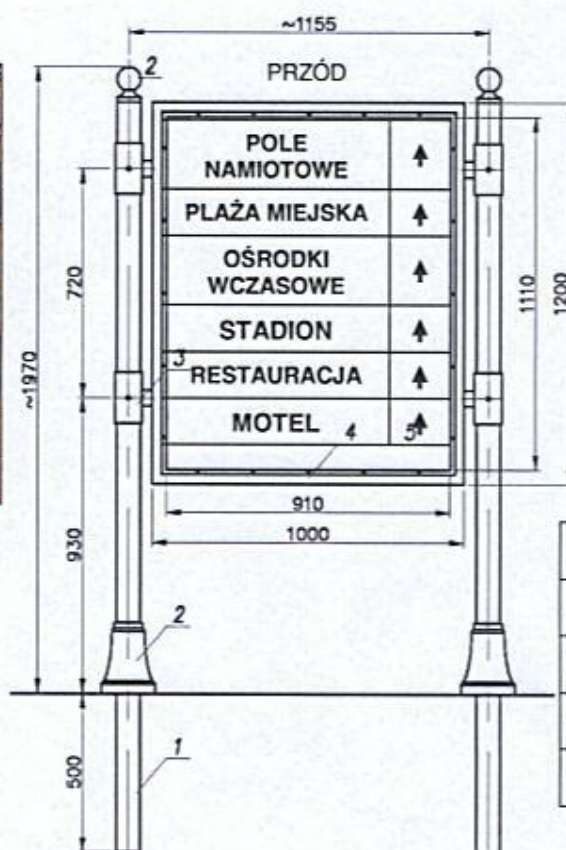 ~1155
2
PRZÓD
POLE
NAMIOTOWE
PLAŻA MIEJSKA
OŚRODKI
WCZASOWE
STADION
RESTAURACJA
MOTEL
3
4
5
720
~1970
1110
1200
910
1000
930
2
500
1